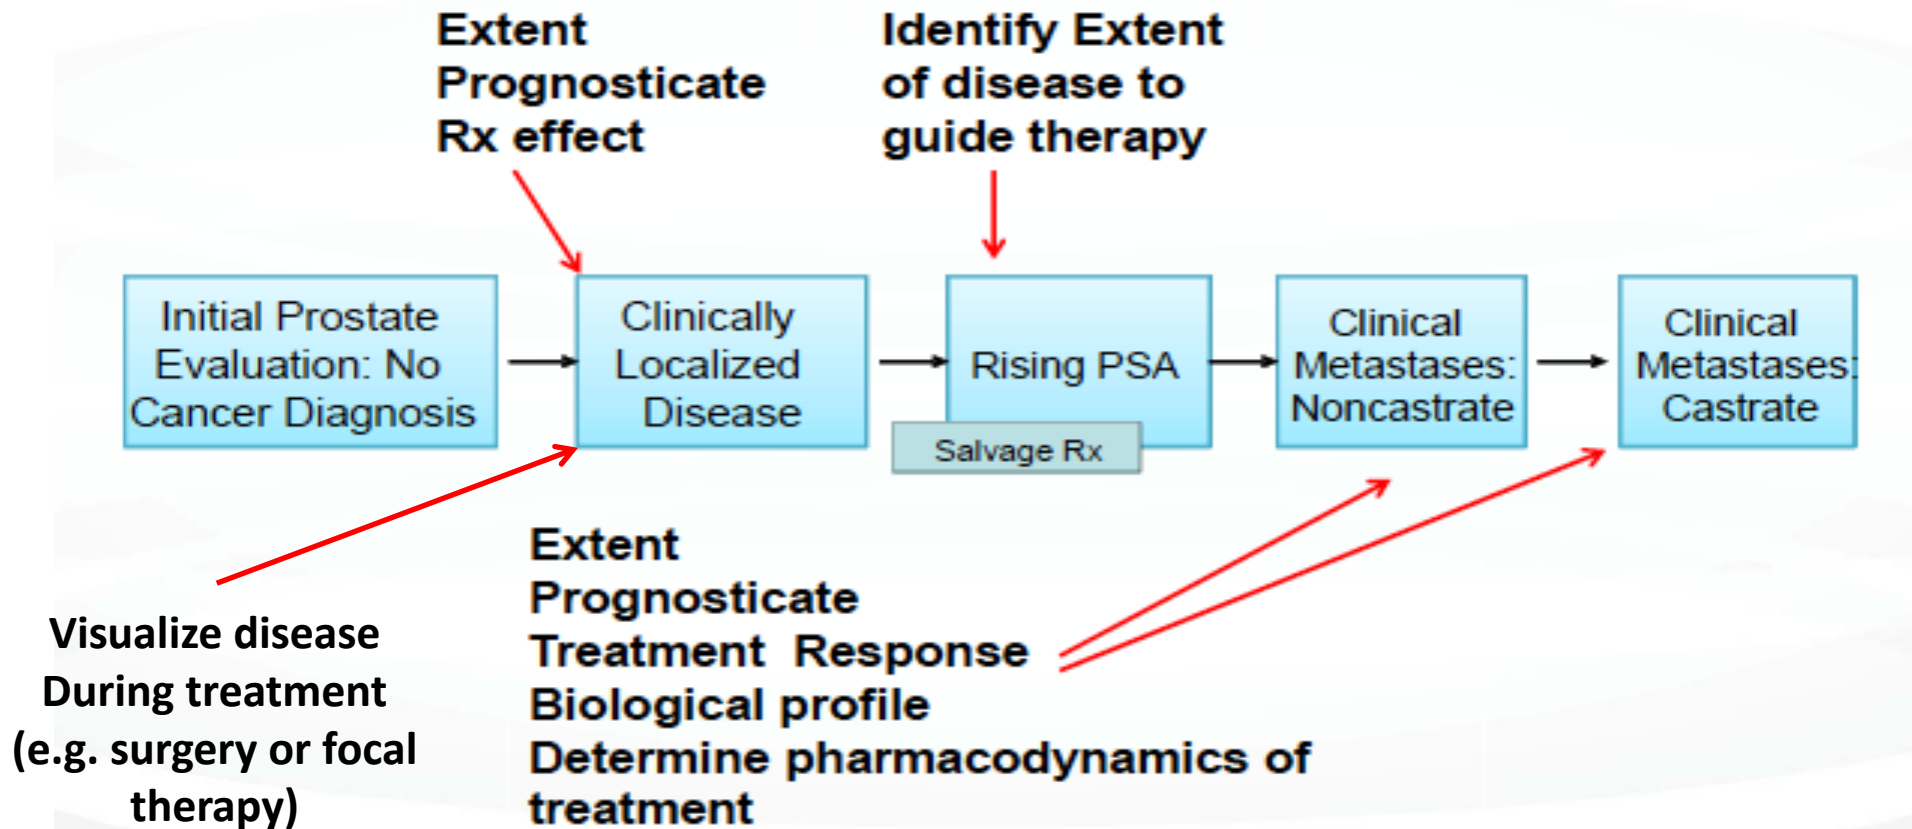 Extent
Prognosticate
Rx effect
Identify Extent
of disease to
guide therapy
Initial Prostate
Evaluation: No
Cancer Diagnosis
Clinically
Localized
Disease
Rising PSA
Salvage Rx
Clinical
Metastases:
Noncastrate
Clinical
Metastases:
Castrate
Visualize disease
During treatment
(e.g. surgery or focal
therapy)
Extent
Prognosticate
Treatment Response
Biological profile
Determine pharmacodynamics of
treatment